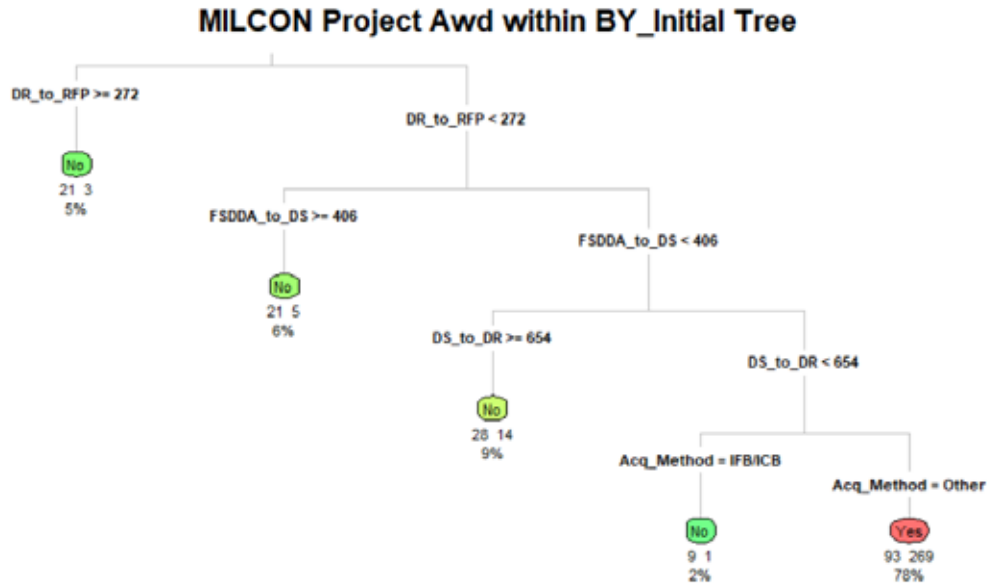 MILCON Project Awd within BY_Initial Tree
DR_to_RFP >= 272
DR_to_RFP < 272
No
21 3
5%
FSDDA_to_DS >= 406
FSDDA_to_DS < 406
No
21 5
6%
DS_to_DR >= 654
DS_to_DR < 654
No
28 14
9%
Acq_Method = IFB/ICB
Acq_Method = Other
No
9 1
2%
Yes
93 269
78%